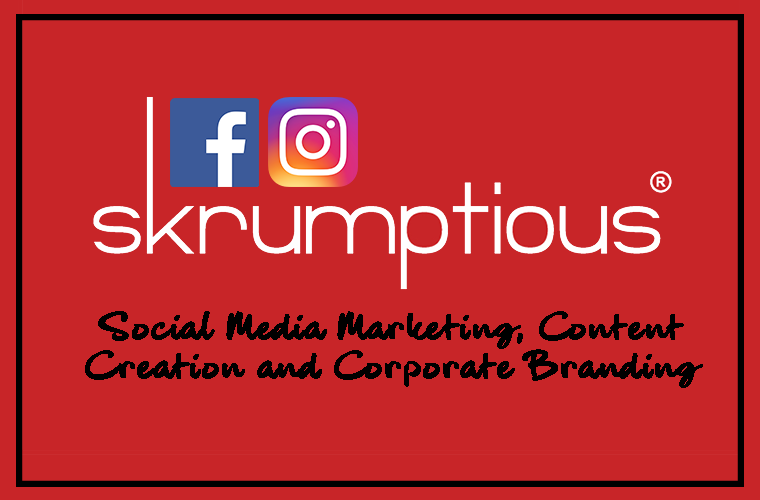 skrumptious®
Social Media Marketing, Content
Creation and Corporate Branding